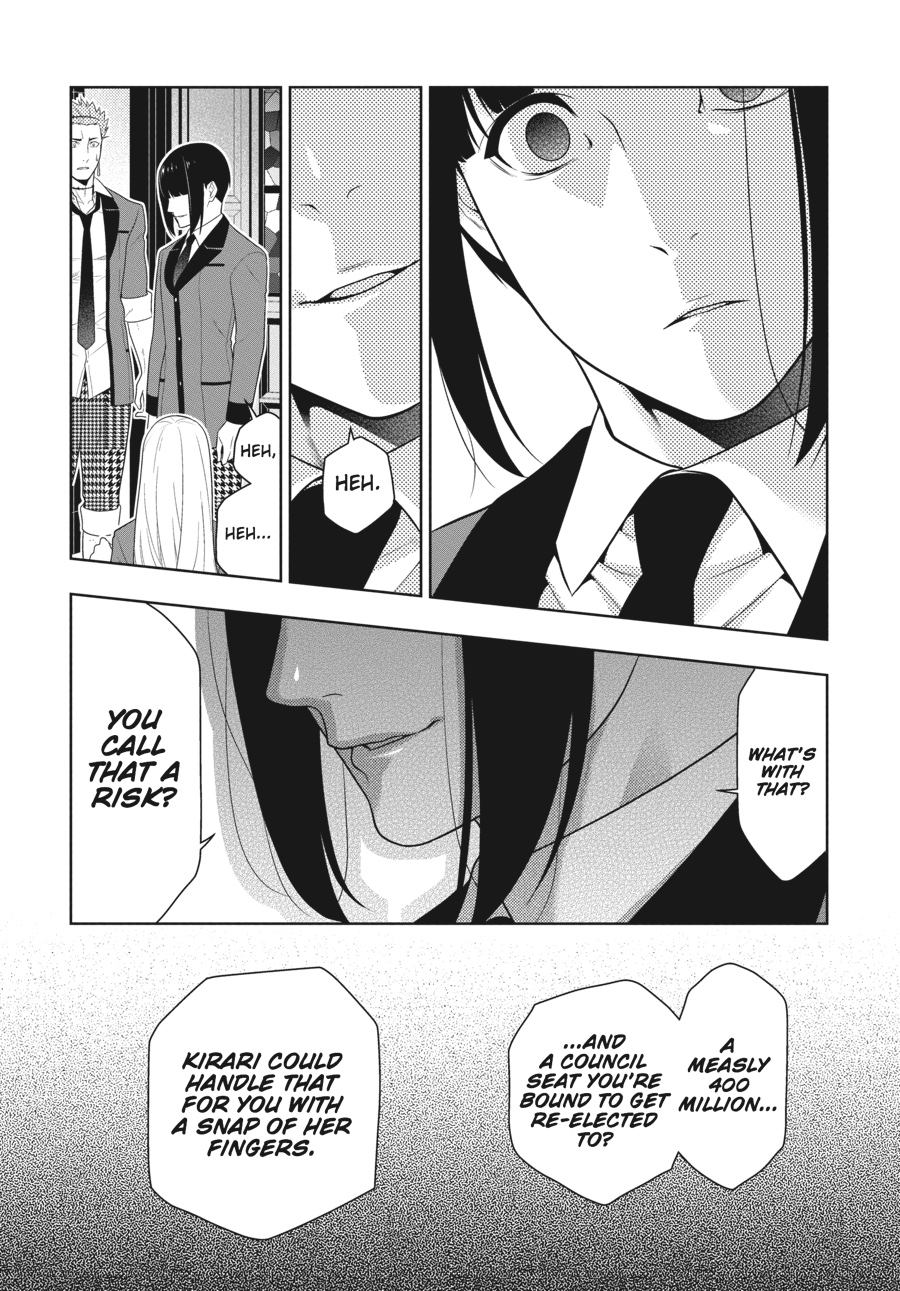 HEH.
HEH,
HEH...
WHAT'S
WITH
THAT?
YOU
CALL
THAT A
RISK?
A
MEASLY
400
MILLION...
...AND
A COUNCIL
SEAT YOU'RE
BOUND TO GET
RE-ELECTED
TO?
KIRARI COULD
HANDLE THAT
FOR YOU WITH
A SNAP OF HER
FINGERS.